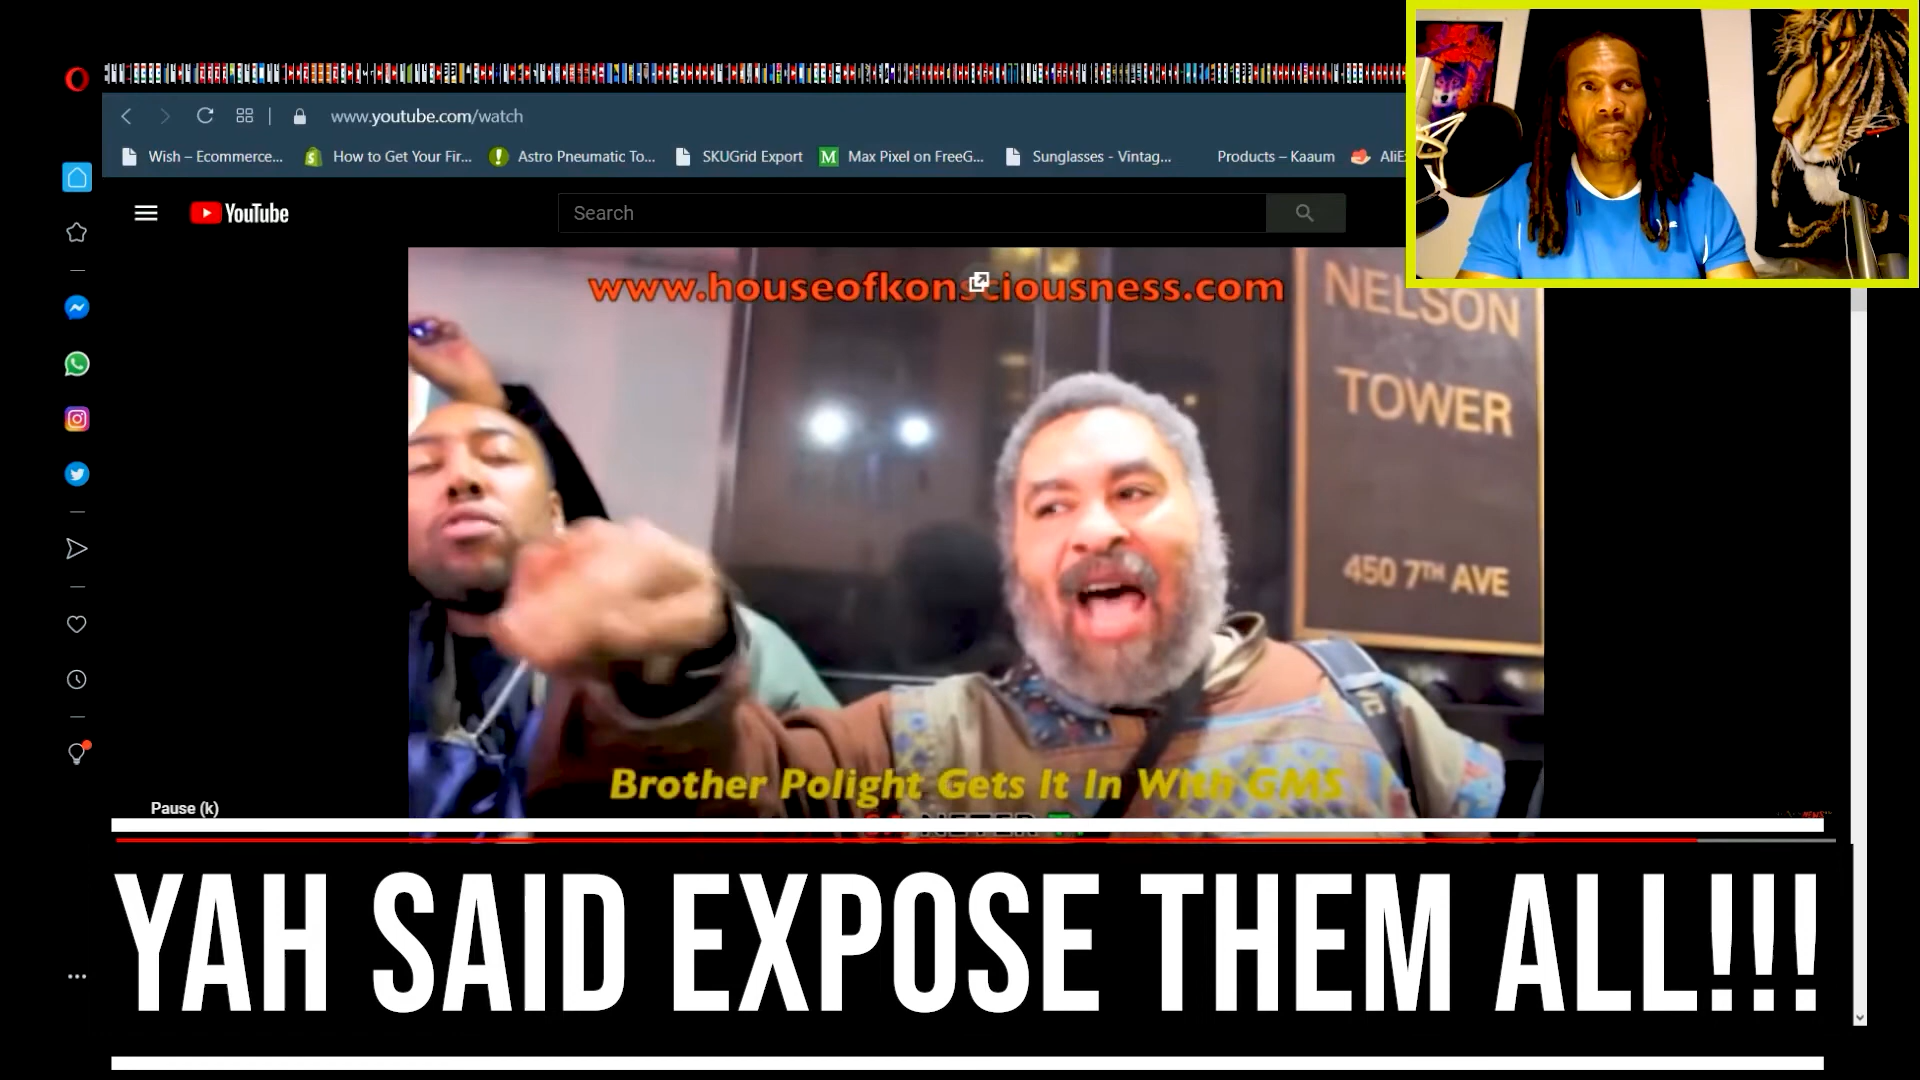 www.youtube.com/watch
Wish – Ecommerce...
How to Get Your Fir...
Astro Pneumatic To...
SKUGrid Export
Max Pixel on FreeG...
Sunglasses - Vintag...
Products – Kaaum
YouTube
Search
www.houseofkonsciousness.com
NELSON
TOWER
450 7TH AVE
Brother Polight Gets It In With GMS
Pause (k)
YAH SAID EXPOSE THEM ALL!!!